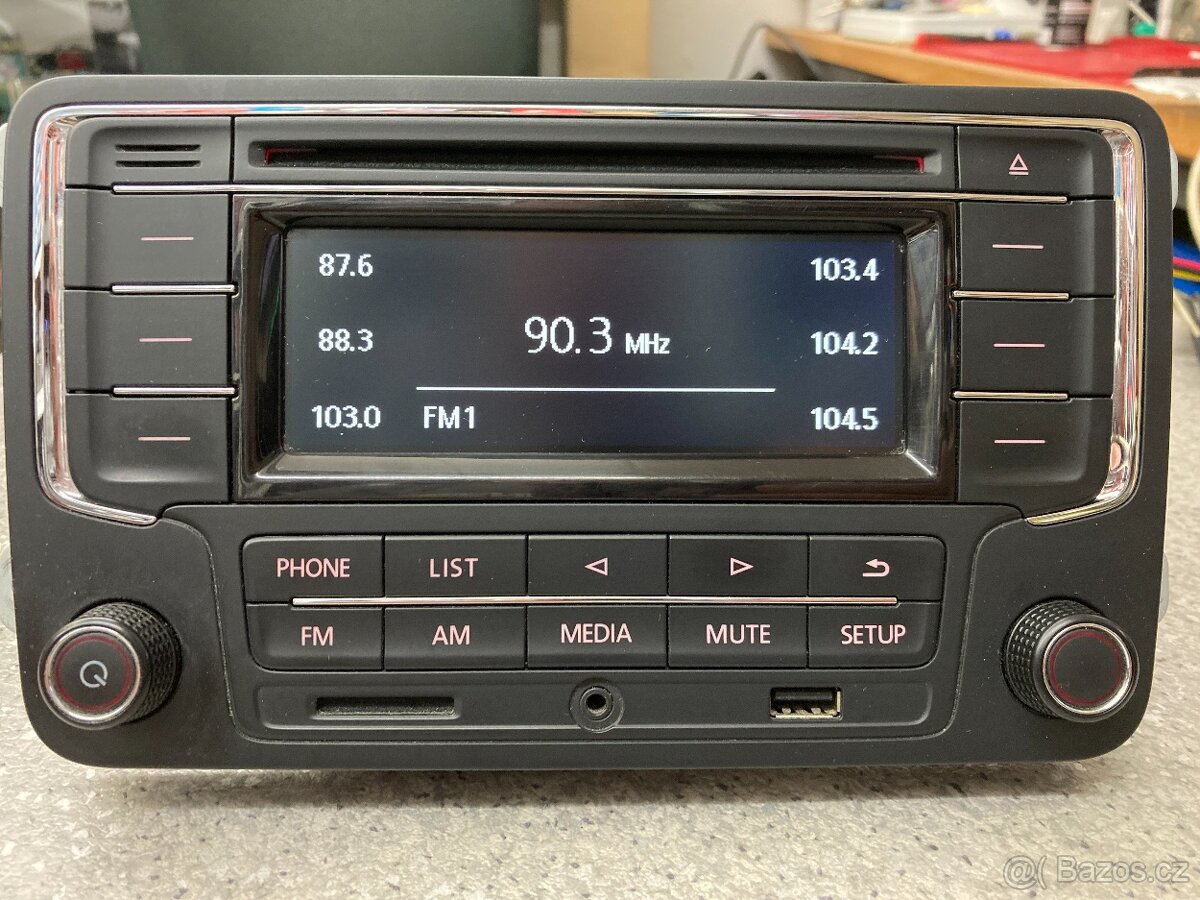 87.6 103.4
88.3 90.3 MHz 104.2
103.0 FM1 104.5
PHONE LIST
FM AM MEDIA MUTE SETUP
@( Bazos.cz